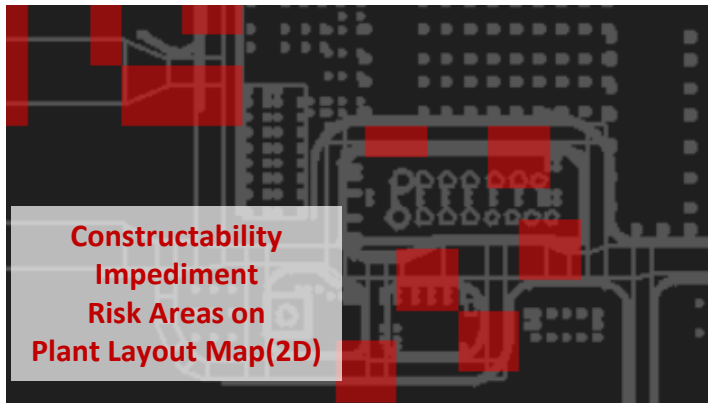 Constructability
Impediment
Risk Areas on
Plant Layout Map(2D)